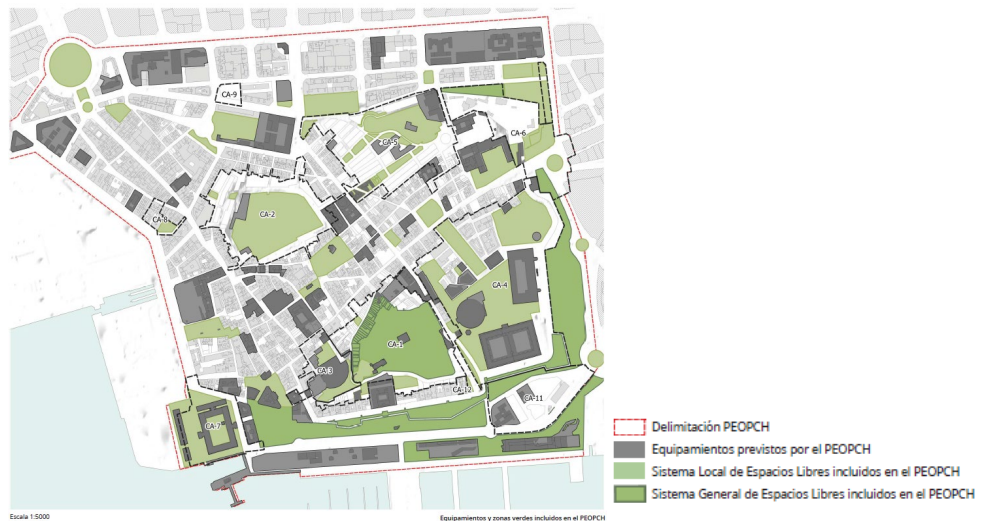 CA-9
CA-5
CA-6
CA-2
CA-8
CA-4
CA-1
CA-3
CA-12
CA-11
CA-7
Delimitación PEOPCH
Equipamientos previstos por el PEOPCH
Sistema Local de Espacios Libres incluidos en el PEOPCH
Sistema General de Espacios Libres incluidos en el PEOPCH
Escala 1:5000
Equipamientos y zonas verdes incluidos en el PEOPCH